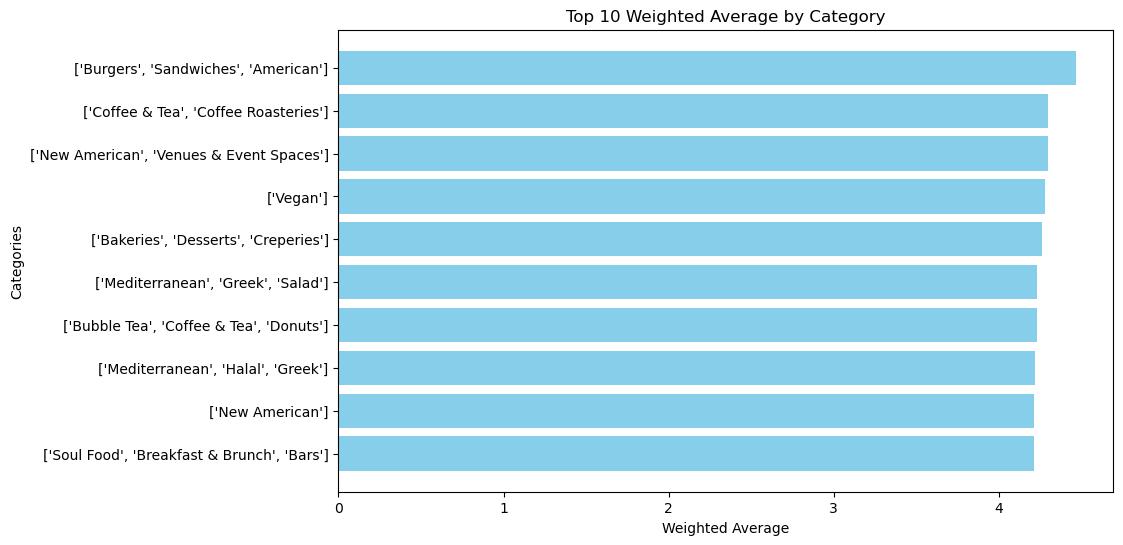 Top 10 Weighted Average by Category
Categories
['Burgers', 'Sandwiches', 'American']
['Coffee & Tea', 'Coffee Roasteries']
['New American', 'Venues & Event Spaces']
['Vegan']
['Bakeries', 'Desserts', 'Creperies']
['Mediterranean', 'Greek', 'Salad']
['Bubble Tea', 'Coffee & Tea', 'Donuts']
['Mediterranean', 'Halal', 'Greek']
['New American']
['Soul Food', 'Breakfast & Brunch', 'Bars']
0 1 2 3 4
Weighted Average